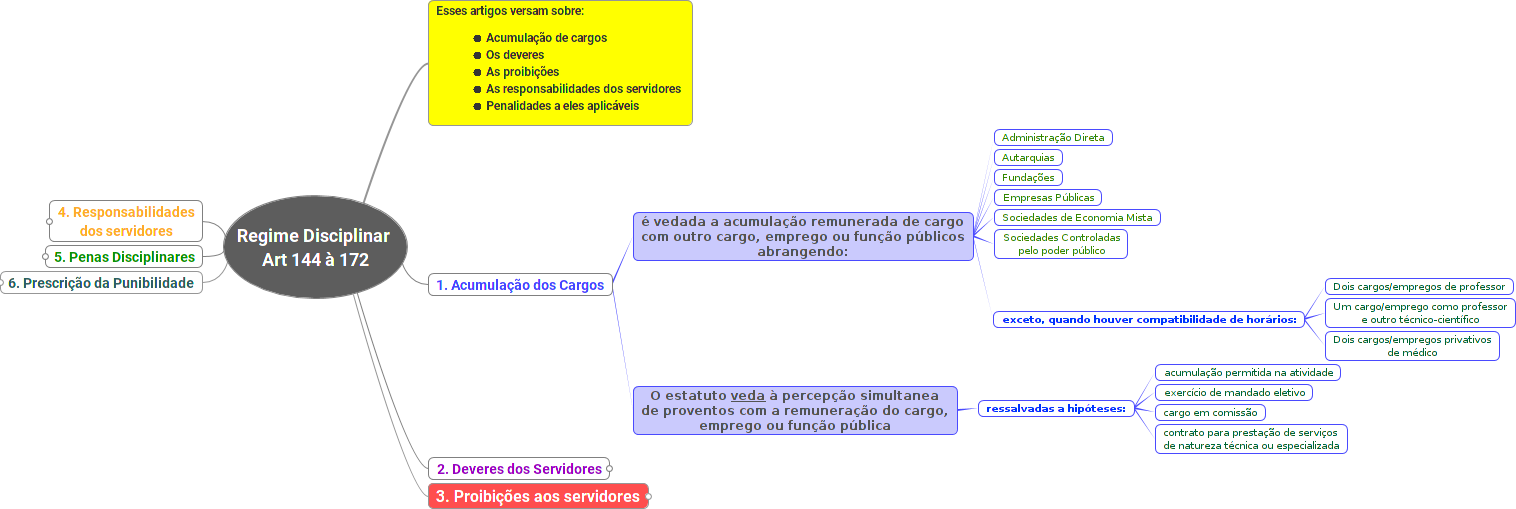 Esses artigos versam sobre:
Acumulação de cargos
Os deveres
As proibições
As responsabilidades dos servidores
Penalidades a eles aplicáveis
Regime Disciplinar
Art 144 à 172
1. Acumulação dos Cargos
é vedada a acumulação remunerada de cargo
com outro cargo, emprego ou função públicos
abrangendo:
Administração Direta
Autarquias
Fundações
Empresas Públicas
Sociedades de Economia Mista
Sociedades Controladas
pelo poder público
exceto, quando houver compatibilidade de horários:
Dois cargos/empregos de professor
Um cargo/emprego como professor
e outro técnico-científico
Dois cargos/empregos privativos
de médico
O estatuto veda à percepção simultanea
de proventos com a remuneração do cargo,
emprego ou função pública
ressalvadas a hipóteses:
acumulação permitida na atividade
exercício de mandado eletivo
cargo em comissão
contrato para prestação de serviços
de natureza técnica ou especializada
2. Deveres dos Servidores
3. Proibições aos servidores
4. Responsabilidades
dos servidores
5. Penas Disciplinares
6. Prescrição da Punibilidade